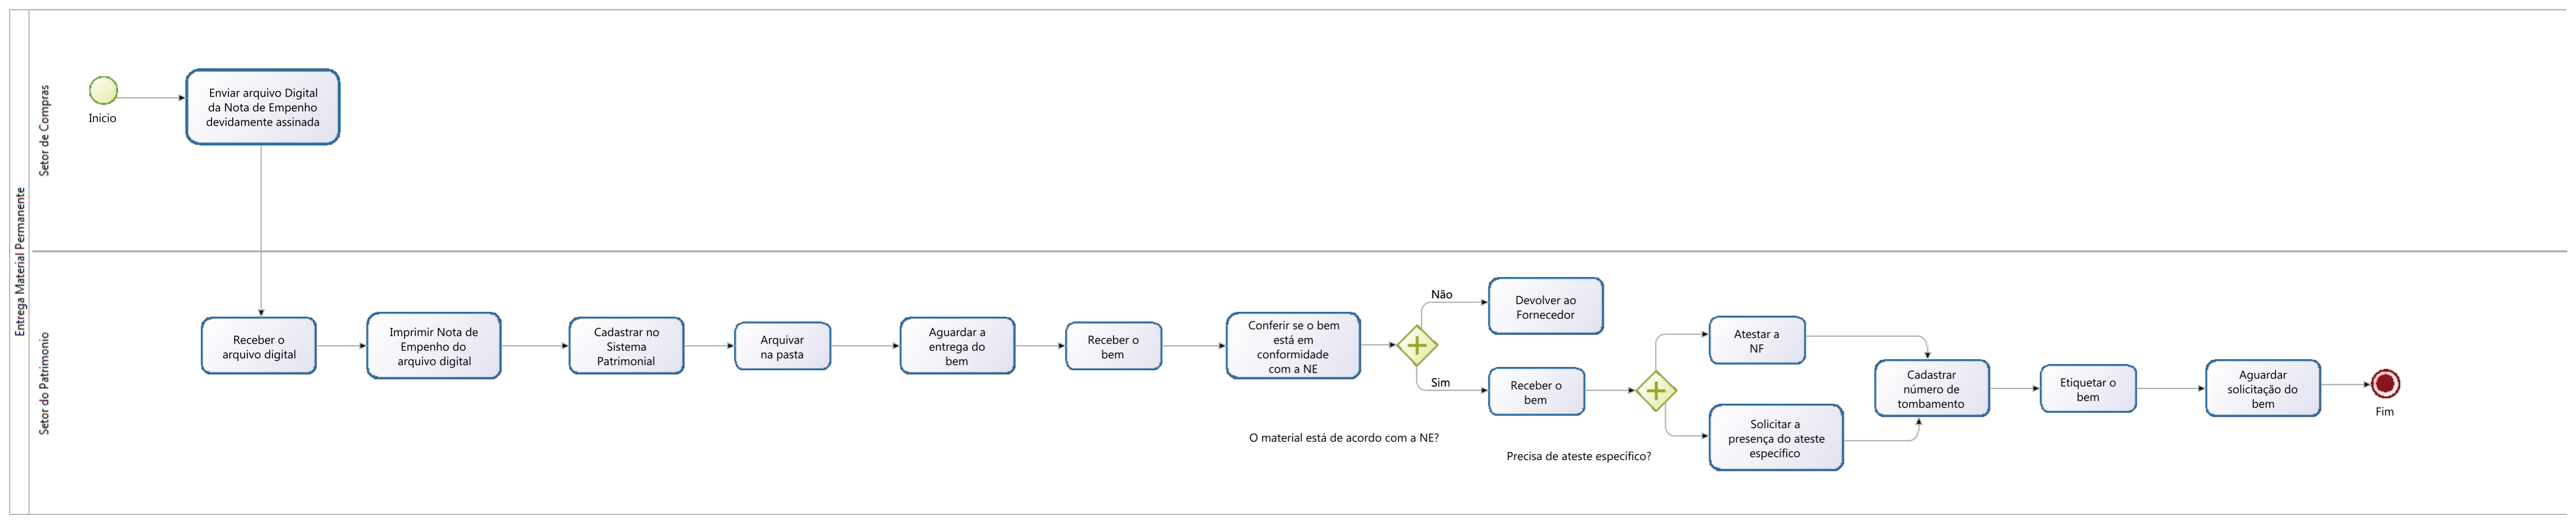 Entrega Material Permanente
Setor de Compras
Inicio
Enviar arquivo Digital
da Nota de Empenho
devidamente assinada
Setor do Patrimonio
Receber o
arquivo digital
Imprimir Nota de
Empenho do
arquivo digital
Cadastrar no
Sistema
Patrimonial
Arquivar
na pasta
Aguardar a
entrega do
bem
Receber o
bem
Conferir se o bem
está em
conformidade
com a NE
O material está de acordo com a NE?
Não
Devolver ao
Fornecedor
Sim
Receber o
bem
Precisa de ateste específico?
Atestar a
NF
Solicitar a
presença do ateste
específico
Cadastrar
número de
tombamento
Etiquetar o
bem
Aguardar
solicitação do
bem
Fim